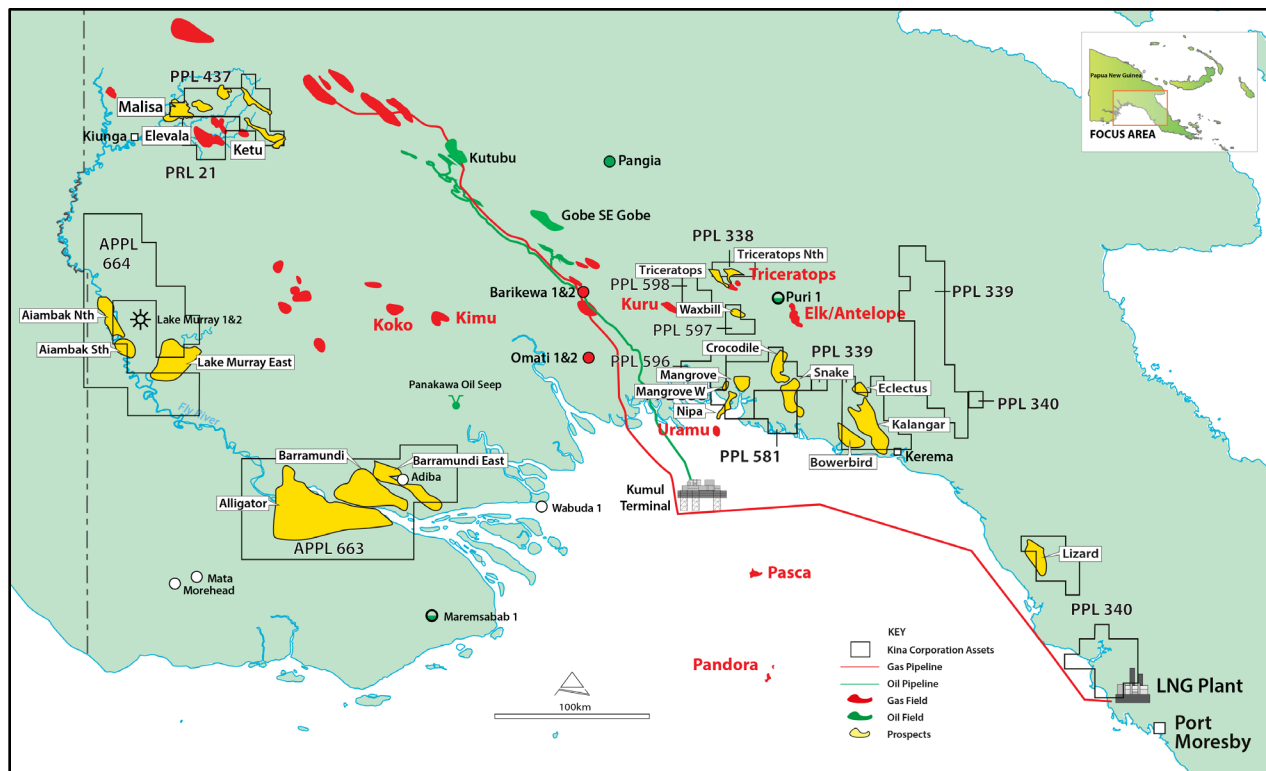 Papua New Guinea
FOCUS AREA
PPL 437
Malisa
Kiunga
Elevala
Ketu
PRL 21
Kutubu
Pangia
Gobe SE Gobe
APPL
664
PPL 338
Triceratops Nth
Triceratops
Triceratops
PPL 598
PPL 339
Barikewa 1&2
Kuru
Puri 1
Elk/Antelope
Waxbill
Aiambak Nth
Lake Murray 1&2
Koko
Kimu
PPL 597
Aiambak Sth
Lake Murray East
Omati 1&2
PPL 596
Crocodile
PPL 339
Snake
Mangrove
Mangrove W
Eclectus
Panakawa Oil Seep
PPL 340
Fly River
Nipa
Kalangar
Uramu
PPL 581
Bowerbird
Kerema
Barramundi
Barramundi East
Adiba
Alligator
Kumul
Terminal
Wabuda 1
APPL 663
Lizard
Mata
Morehead
Pasca
Maremsabab 1
PPL 340
KEY
Kina Corporation Assets
Gas Pipeline
Oil Pipeline
Gas Field
Oil Field
Prospects
Pandora
LNG Plant
100km
Port
Moresby